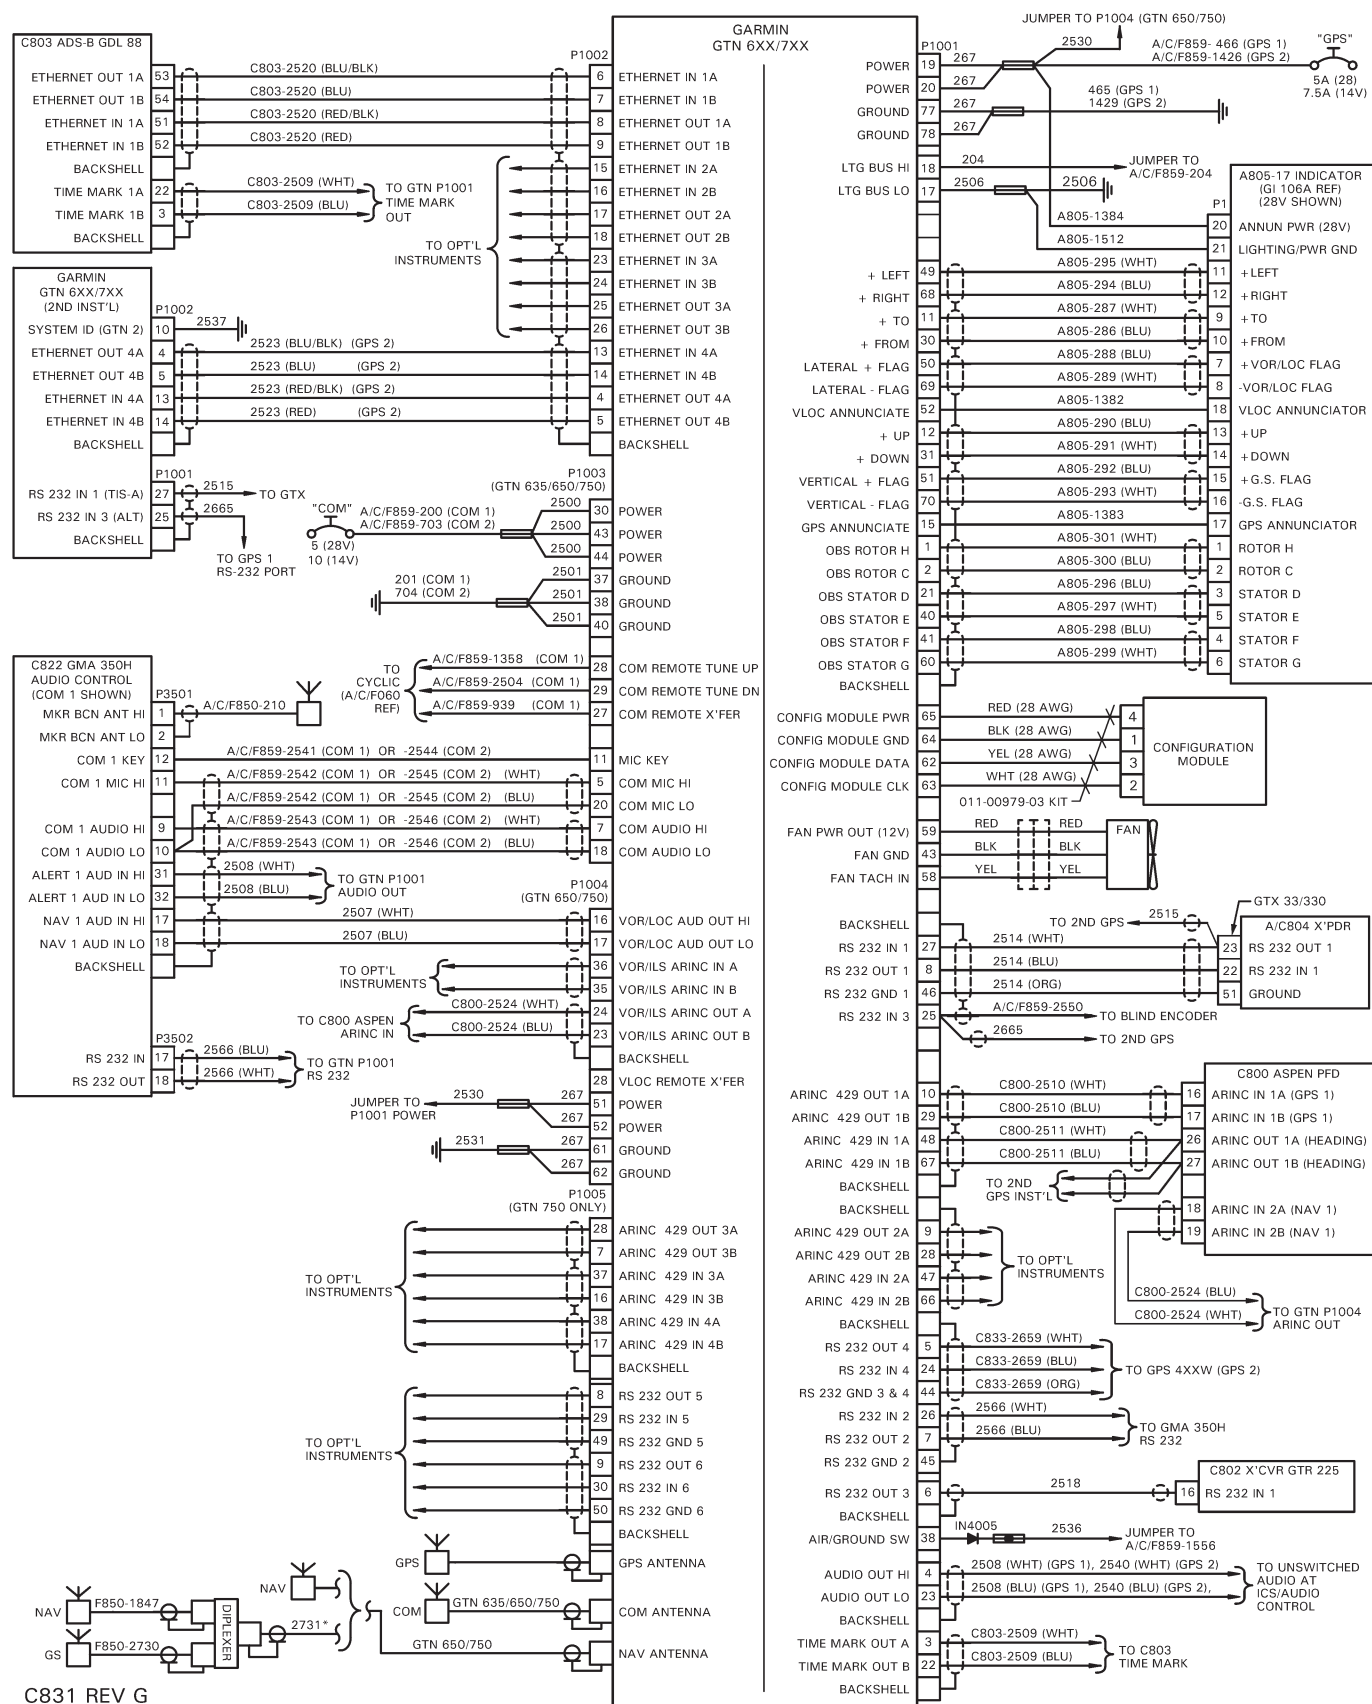 C803 ADS-B GDL 88
ETHERNET OUT 1A 53 C803-2520 (BLU/BLK)
ETHERNET OUT 1B 54 C803-2520 (BLU)
ETHERNET IN 1A 51 C803-2520 (RED/BLK)
ETHERNET IN 1B 52 C803-2520 (RED)
BACKSHELL
TIME MARK 1A 22 C803-2509 (WHT)
TIME MARK 1B 3 C803-2509 (BLU)
BACKSHELL
TO GTN P1001
TIME MARK
OUT
GARMIN
GTN 6XX/7XX
(2ND INST'L)
P1002
SYSTEM ID (GTN 2) 10 2537
ETHERNET OUT 4A 4 2523 (BLU/BLK) (GPS 2)
ETHERNET OUT 4B 5 2523 (BLU) (GPS 2)
ETHERNET IN 4A 13 2523 (RED/BLK) (GPS 2)
ETHERNET IN 4B 14 2523 (RED) (GPS 2)
BACKSHELL
P1001
RS 232 IN 1 (TIS-A) 27 2515 TO GTX
RS 232 IN 3 (ALT) 25 2665
BACKSHELL
TO GPS 1
RS-232 PORT
"COM"
5 (28V)
10 (14V)
A/C/F859-200 (COM 1)
A/C/F859-703 (COM 2)
201 (COM 1)
704 (COM 2)
C822 GMA 350H
AUDIO CONTROL
(COM 1 SHOWN)
P3501
MKR BCN ANT HI 1 A/C/F850-210
MKR BCN ANT LO 2
COM 1 KEY 12 A/C/F859-2541 (COM 1) OR -2544 (COM 2)
COM 1 MIC HI 11 A/C/F859-2542 (COM 1) OR -2545 (COM 2) (WHT)
A/C/F859-2542 (COM 1) OR -2545 (COM 2) (BLU)
COM 1 AUDIO HI 9 A/C/F859-2543 (COM 1) OR -2546 (COM 2) (WHT)
COM 1 AUDIO LO 10 A/C/F859-2543 (COM 1) OR -2546 (COM 2) (BLU)
ALERT 1 AUD IN HI 31 2508 (WHT)
ALERT 1 AUD IN LO 32 2508 (BLU)
TO GTN P1001
AUDIO OUT
NAV 1 AUD IN HI 17 2507 (WHT)
NAV 1 AUD IN LO 18 2507 (BLU)
BACKSHELL
P3502
RS 232 IN 17 2566 (BLU)
RS 232 OUT 18 2566 (WHT)
TO GTN P1001
RS 232
GARMIN
GTN 6XX/7XX
P1002
6 ETHERNET IN 1A
7 ETHERNET IN 1B
8 ETHERNET OUT 1A
9 ETHERNET OUT 1B
15 ETHERNET IN 2A
16 ETHERNET IN 2B
17 ETHERNET OUT 2A
18 ETHERNET OUT 2B
23 ETHERNET IN 3A
24 ETHERNET IN 3B
25 ETHERNET OUT 3A
26 ETHERNET OUT 3B
TO OPT'L
INSTRUMENTS
13 ETHERNET IN 4A
14 ETHERNET IN 4B
4 ETHERNET OUT 4A
5 ETHERNET OUT 4B
BACKSHELL
P1003
(GTN 635/650/750)
2500 30 POWER
2500 43 POWER
2500 44 POWER
2501 37 GROUND
2501 38 GROUND
2501 40 GROUND
TO
CYCLIC
(A/C/F060
REF)
A/C/F859-1358 (COM 1) 28 COM REMOTE TUNE UP
A/C/F859-2504 (COM 1) 29 COM REMOTE TUNE DN
A/C/F859-939 (COM 1) 27 COM REMOTE X'FER
11 MIC KEY
5 COM MIC HI
20 COM MIC LO
7 COM AUDIO HI
18 COM AUDIO LO
P1004
(GTN 650/750)
16 VOR/LOC AUD OUT HI
17 VOR/LOC AUD OUT LO
TO OPT'L
INSTRUMENTS
36 VOR/ILS ARINC IN A
35 VOR/ILS ARINC IN B
TO C800 ASPEN
ARINC IN
C800-2524 (WHT) 24 VOR/ILS ARINC OUT A
C800-2524 (BLU) 23 VOR/ILS ARINC OUT B
BACKSHELL
28 VLOC REMOTE X'FER
JUMPER TO
P1001 POWER
2530 267 51 POWER
267 52 POWER
2531 267 61 GROUND
267 62 GROUND
P1005
(GTN 750 ONLY)
28 ARINC 429 OUT 3A
7 ARINC 429 OUT 3B
37 ARINC 429 IN 3A
16 ARINC 429 IN 3B
38 ARINC 429 IN 4A
17 ARINC 429 IN 4B
BACKSHELL
TO OPT'L
INSTRUMENTS
8 RS 232 OUT 5
29 RS 232 IN 5
49 RS 232 GND 5
9 RS 232 OUT 6
30 RS 232 IN 6
50 RS 232 GND 6
BACKSHELL
TO OPT'L
INSTRUMENTS
GPS GPS ANTENNA
NAV
COM GTN 635/650/750 COM ANTENNA
GTN 650/750 NAV ANTENNA
NAV F850-1847
GS F850-2730
DIPLEXER
2731*
C831 REV G
JUMPER TO P1004 (GTN 650/750)
2530
P1001
POWER 19 267
POWER 20 267
A/C/F859- 466 (GPS 1)
A/C/F859-1426 (GPS 2)
"GPS"
5A (28)
7.5A (14V)
GROUND 77 267
GROUND 78 267
465 (GPS 1)
1429 (GPS 2)
LTG BUS HI 18 204
JUMPER TO
A/C/F859-204
LTG BUS LO 17 2506 2506
A805-17 INDICATOR
(GI 106A REF)
(28V SHOWN)
P1
A805-1384 20 ANNUN PWR (28V)
A805-1512 21 LIGHTING/PWR GND
+ LEFT 49 A805-295 (WHT) 11 +LEFT
+ RIGHT 68 A805-294 (BLU) 12 +RIGHT
+ TO 11 A805-287 (WHT) 9 +TO
+ FROM 30 A805-286 (BLU) 10 +FROM
LATERAL + FLAG 50 A805-288 (BLU) 7 +VOR/LOC FLAG
LATERAL - FLAG 69 A805-289 (WHT) 8 -VOR/LOC FLAG
VLOC ANNUNCIATE 52 A805-1382 18 VLOC ANNUNCIATOR
+ UP 12 A805-290 (BLU) 13 +UP
+ DOWN 31 A805-291 (WHT) 14 +DOWN
VERTICAL + FLAG 51 A805-292 (BLU) 15 +G.S. FLAG
VERTICAL - FLAG 70 A805-293 (WHT) 16 -G.S. FLAG
GPS ANNUNCIATE 15 A805-1383 17 GPS ANNUNCIATOR
OBS ROTOR H 1 A805-301 (WHT) 1 ROTOR H
OBS ROTOR C 2 A805-300 (BLU) 2 ROTOR C
OBS STATOR D 21 A805-296 (BLU) 3 STATOR D
OBS STATOR E 40 A805-297 (WHT) 5 STATOR E
OBS STATOR F 41 A805-298 (BLU) 4 STATOR F
OBS STATOR G 60 A805-299 (WHT) 6 STATOR G
BACKSHELL
CONFIG MODULE PWR 65 RED (28 AWG) 4
CONFIG MODULE GND 64 BLK (28 AWG) 1
CONFIG MODULE DATA 62 YEL (28 AWG) 3
CONFIG MODULE CLK 63 WHT (28 AWG) 2
CONFIGURATION
MODULE
011-00979-03 KIT
FAN PWR OUT (12V) 59 RED RED
FAN GND 43 BLK BLK
FAN TACH IN 58 YEL YEL
FAN
BACKSHELL
TO 2ND GPS 2515
GTX 33/330
A/C804 X'PDR
RS 232 IN 1 27 2514 (WHT) 23 RS 232 OUT 1
RS 232 OUT 1 8 2514 (BLU) 22 RS 232 IN 1
RS 232 GND 1 46 2514 (ORG) 51 GROUND
RS 232 IN 3 25 A/C/F859-2550 TO BLIND ENCODER
2665 TO 2ND GPS
C800 ASPEN PFD
ARINC 429 OUT 1A 10 C800-2510 (WHT) 16 ARINC IN 1A (GPS 1)
ARINC 429 OUT 1B 29 C800-2510 (BLU) 17 ARINC IN 1B (GPS 1)
ARINC 429 IN 1A 48 C800-2511 (WHT) 26 ARINC OUT 1A (HEADING)
ARINC 429 IN 1B 67 C800-2511 (BLU) 27 ARINC OUT 1B (HEADING)
BACKSHELL
TO 2ND
GPS INST'L
BACKSHELL 18 ARINC IN 2A (NAV 1)
ARINC 429 OUT 2A 9 19 ARINC IN 2B (NAV 1)
ARINC 429 OUT 2B 28
ARINC 429 IN 2A 47
ARINC 429 IN 2B 66
TO OPT'L
INSTRUMENTS
C800-2524 (BLU)
C800-2524 (WHT)
TO GTN P1004
ARINC OUT
BACKSHELL
RS 232 OUT 4 5 C833-2659 (WHT)
RS 232 IN 4 24 C833-2659 (BLU)
RS 232 GND 3 & 4 44 C833-2659 (ORG)
TO GPS 4XXW (GPS 2)
RS 232 IN 2 26 2566 (WHT)
RS 232 OUT 2 7 2566 (BLU)
RS 232 GND 2 45
TO GMA 350H
RS 232
C802 X'CVR GTR 225
RS 232 OUT 3 6 2518 16 RS 232 IN 1
BACKSHELL
AIR/GROUND SW 38 IN4005 2536
JUMPER TO
A/C/F859-1556
AUDIO OUT HI 4 2508 (WHT) (GPS 1), 2540 (WHT) (GPS 2)
AUDIO OUT LO 23 2508 (BLU) (GPS 1), 2540 (BLU) (GPS 2),
BACKSHELL
TO UNSWITCHED
AUDIO AT
ICS/AUDIO
CONTROL
TIME MARK OUT A 3 C803-2509 (WHT)
TIME MARK OUT B 22 C803-2509 (BLU)
BACKSHELL
TO C803
TIME MARK